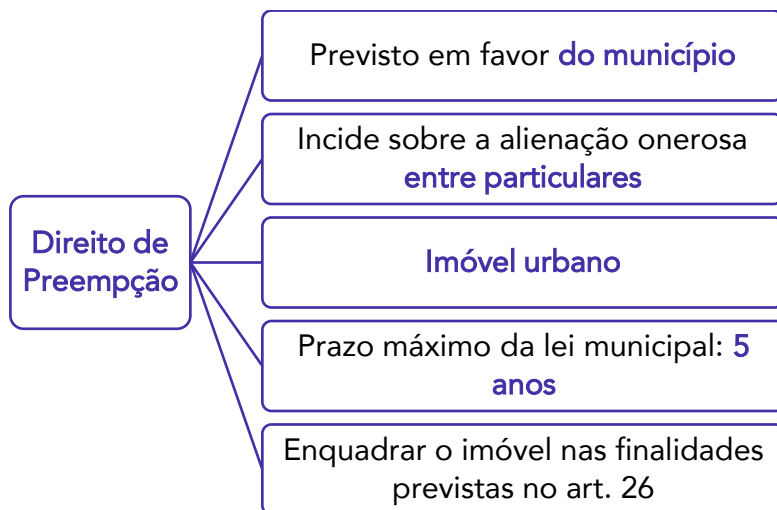 Direito de
Preempção
Previsto em favor do município
Incide sobre a alienação onerosa
entre particulares
Imóvel urbano
Prazo máximo da lei municipal: 5
anos
Enquadrar o imóvel nas finalidades
previstas no art. 26